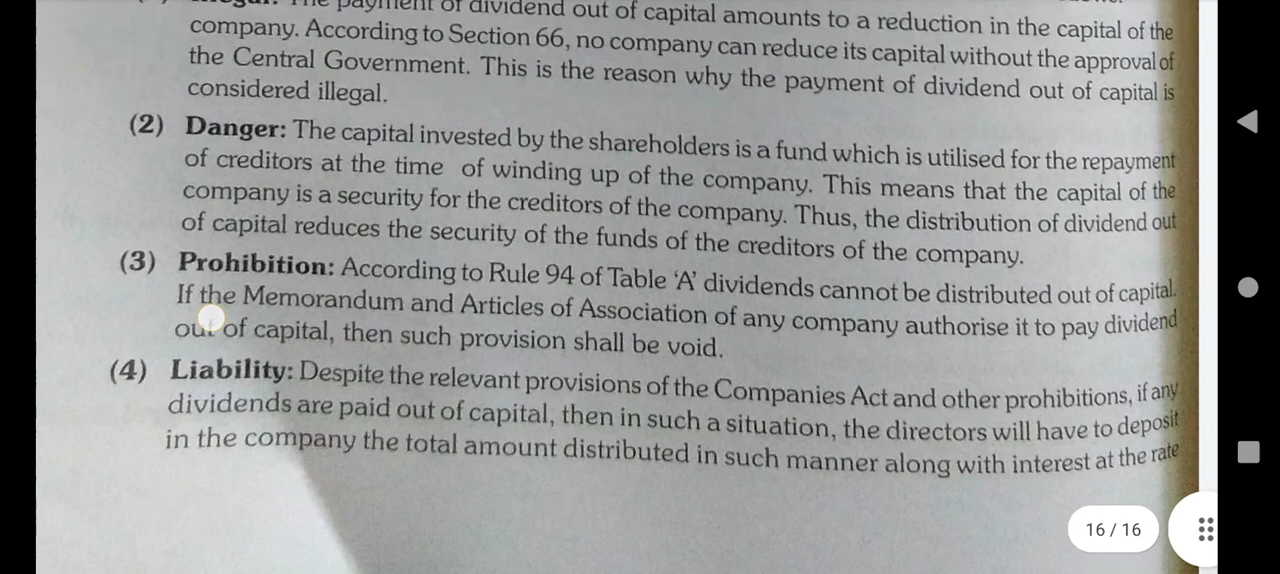 The payment of dividend out of capital amounts to a reduction in the capital of the
company. According to Section 66, no company can reduce its capital without the approval of
the Central Government. This is the reason why the payment of dividend out of capital is
considered illegal.
(2) Danger: The capital invested by the shareholders is a fund which is utilised for the repayment
of creditors at the time of winding up of the company. This means that the capital of the
company is a security for the creditors of the company. Thus, the distribution of dividend out
of capital reduces the security of the funds of the creditors of the company.
(3) Prohibition: According to Rule 94 of Table ‘A’ dividends cannot be distributed out of capital.
If the Memorandum and Articles of Association of any company authorise it to pay dividend
out of capital, then such provision shall be void.
(4) Liability: Despite the relevant provisions of the Companies Act and other prohibitions, if any
dividends are paid out of capital, then in such a situation, the directors will have to deposit
in the company the total amount distributed in such manner along with interest at the rate
16 / 16